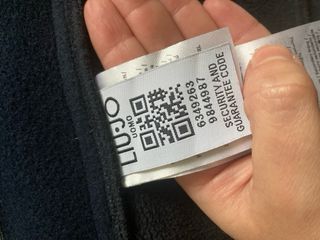 LIU·JO
UOMO
6349263
9844987
SECURITY AND
GUARANTEE CODE